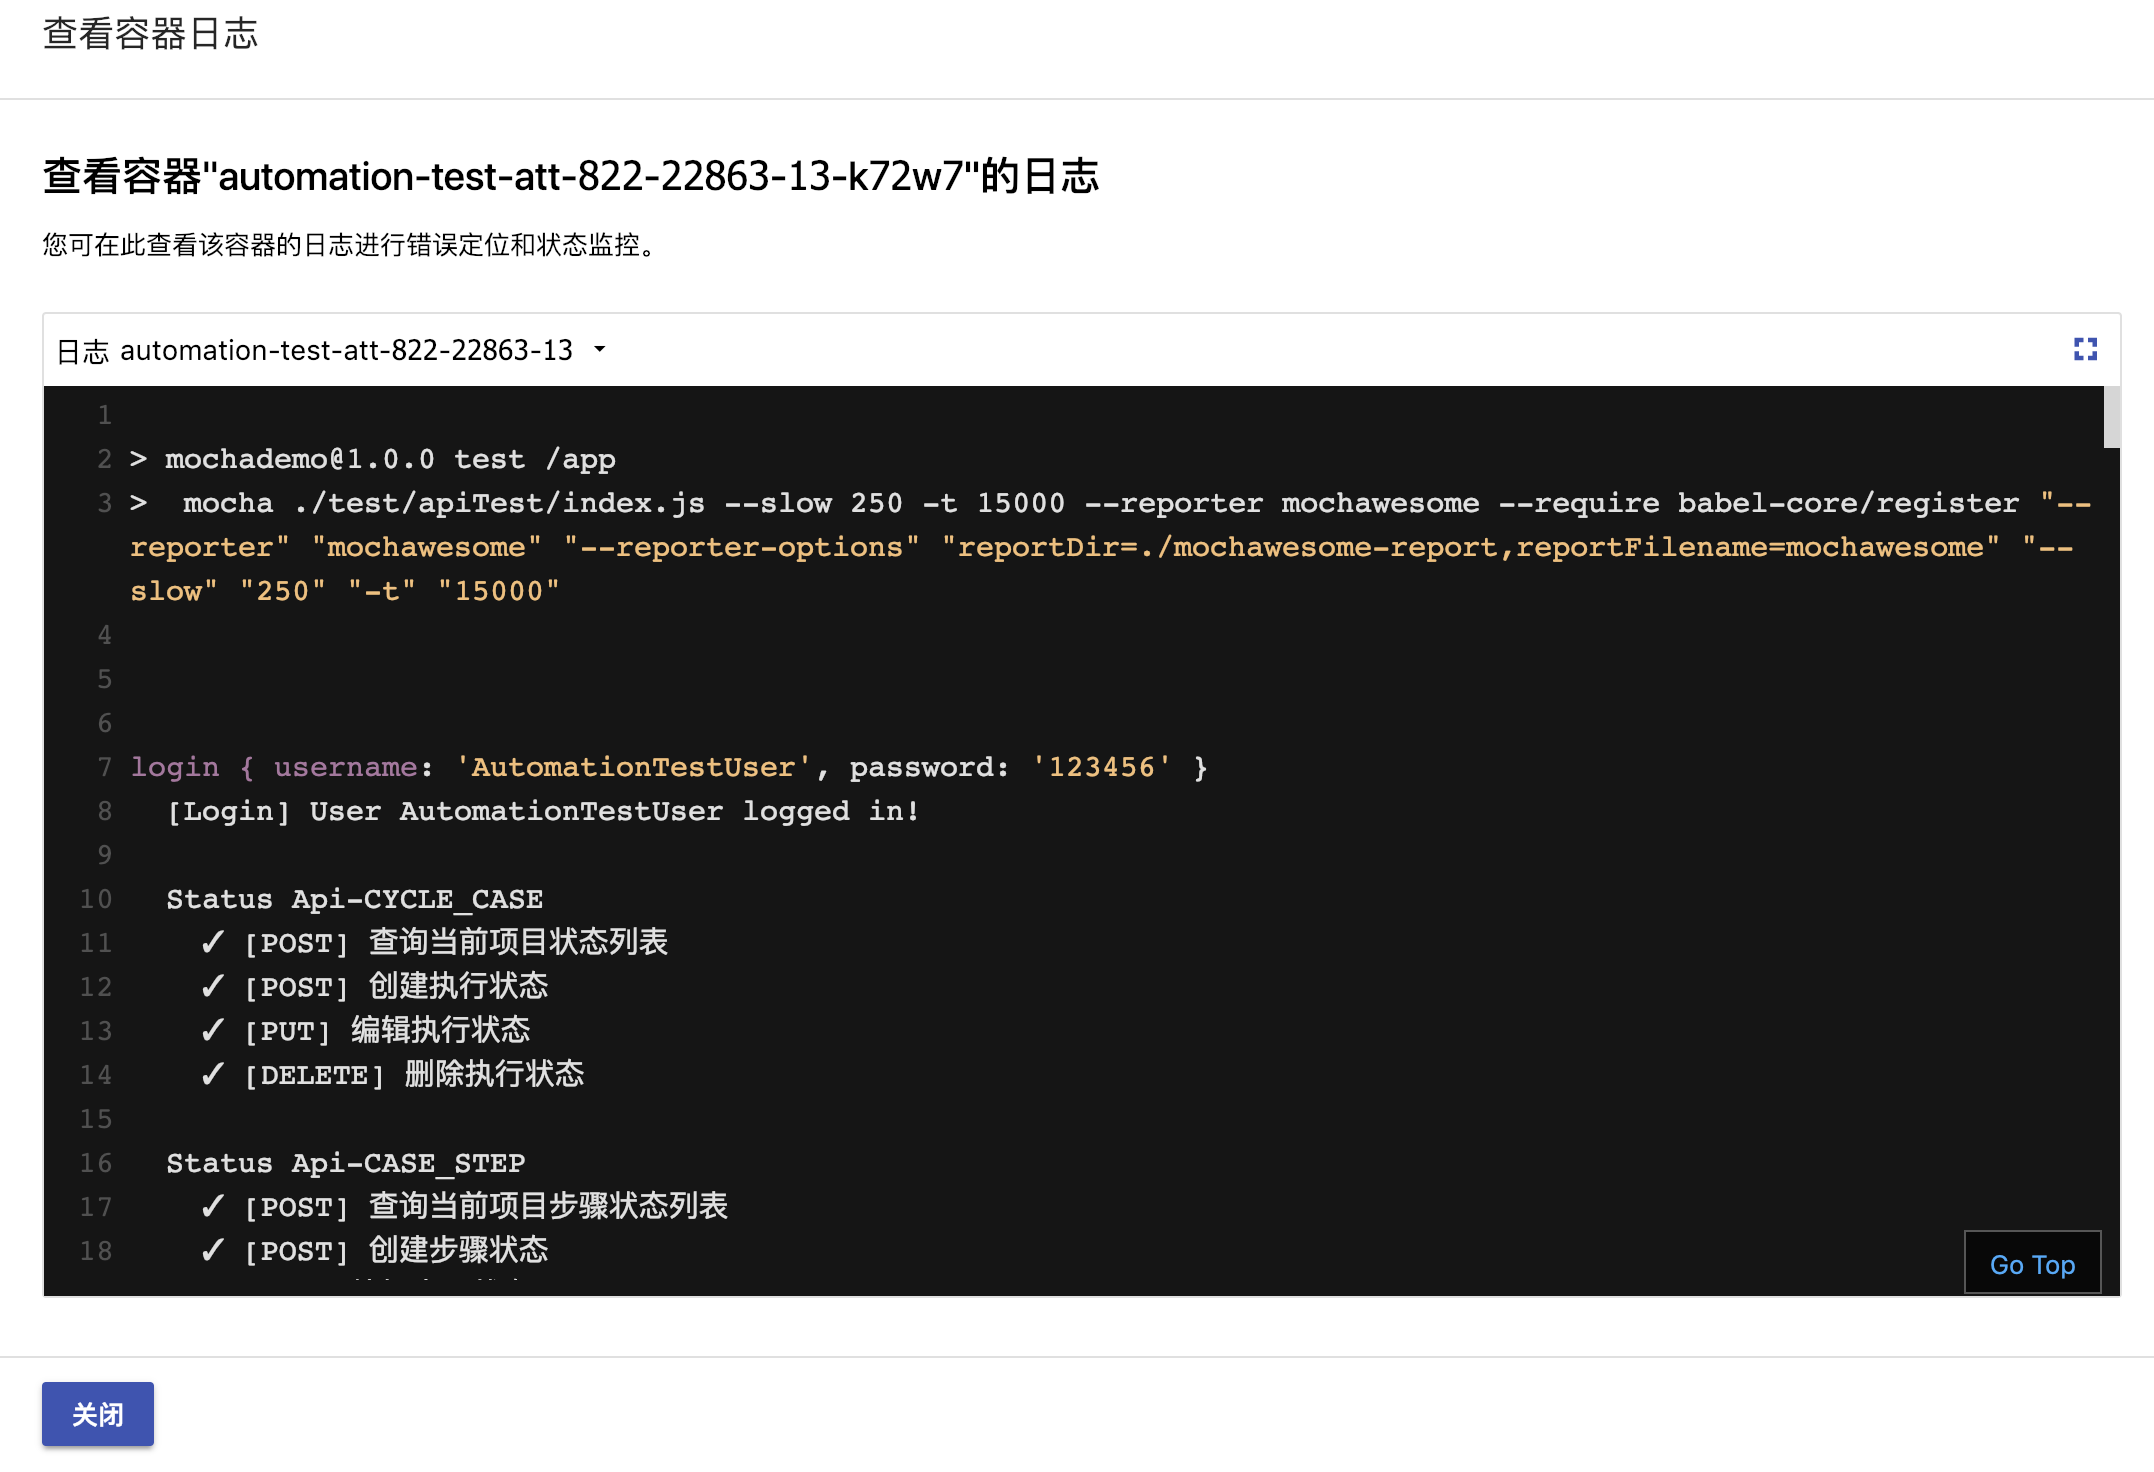 查看容器日志
查看容器"automation-test-att-822-22863-13-k72w7"的日志
您可在此查看该容器的日志进行错误定位和状态监控。
日志 automation-test-att-822-22863-13
1
2 > mochademo@1.0.0 test /app
3 >  mocha ./test/apiTest/index.js --slow 250 -t 15000 --reporter mochawesome --require babel-core/register "--
reporter" "mochawesome" "--reporter-options" "reportDir=./mochawesome-report,reportFilename=mochawesome" "--
slow" "250" "-t" "15000"
4
5
6
7 login { username: 'AutomationTestUser', password: '123456' }
8 [Login] User AutomationTestUser logged in!
9
10 Status Api-CYCLE_CASE
11 ✓ [POST] 查询当前项目状态列表
12 ✓ [POST] 创建执行状态
13 ✓ [PUT] 编辑执行状态
14 ✓ [DELETE] 删除执行状态
15
16 Status Api-CASE_STEP
17 ✓ [POST] 查询当前项目步骤状态列表
18 ✓ [POST] 创建步骤状态
Go Top
关闭